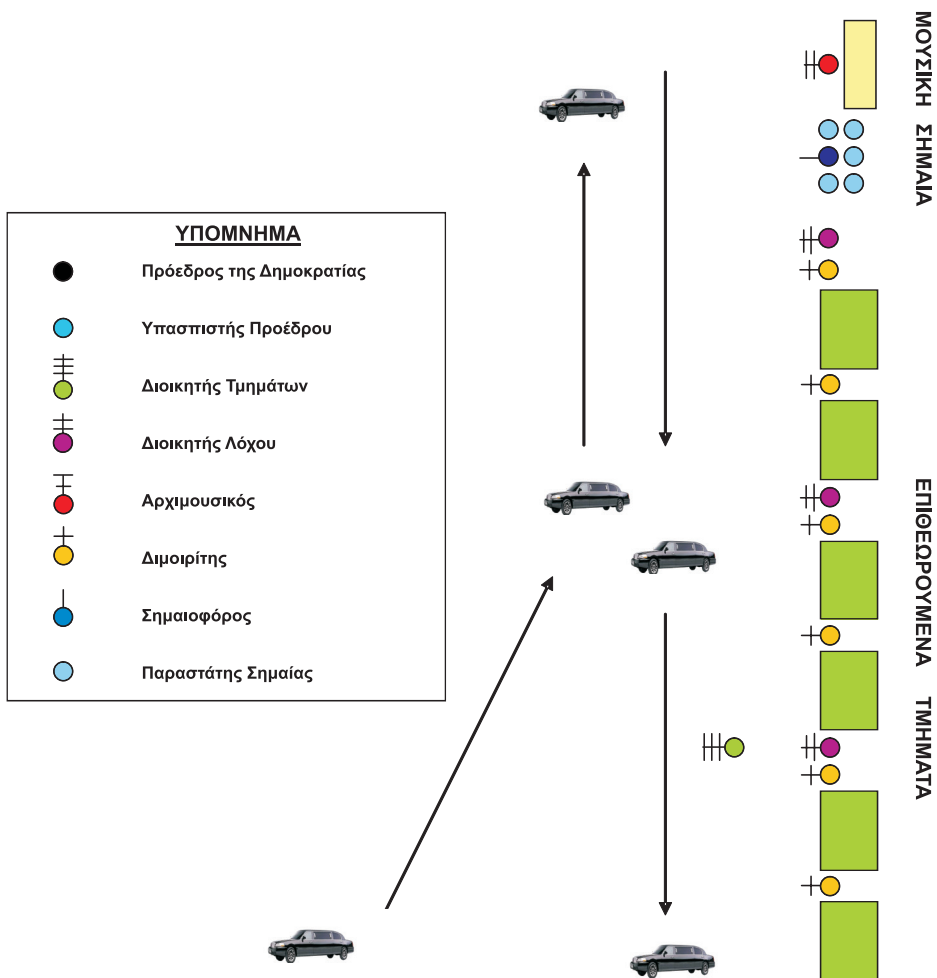 ΥΠΟΜΝΗΜΑ
Πρόεδρος της Δημοκρατίας
Υπασπιστής Προέδρου
Διοικητής Τμημάτων
Διοικητής Λόχου
Αρχιμουσικός
Διμοιρίτης
Σημαιοφόρος
Παραστάτης Σημαίας
ΜΟΥΣΙΚΗ ΣΗΜΑΙΑ
ΕΠΙΘΕΩΡΟΥΜΕΝΑ ΤΜΗΜΑΤΑ